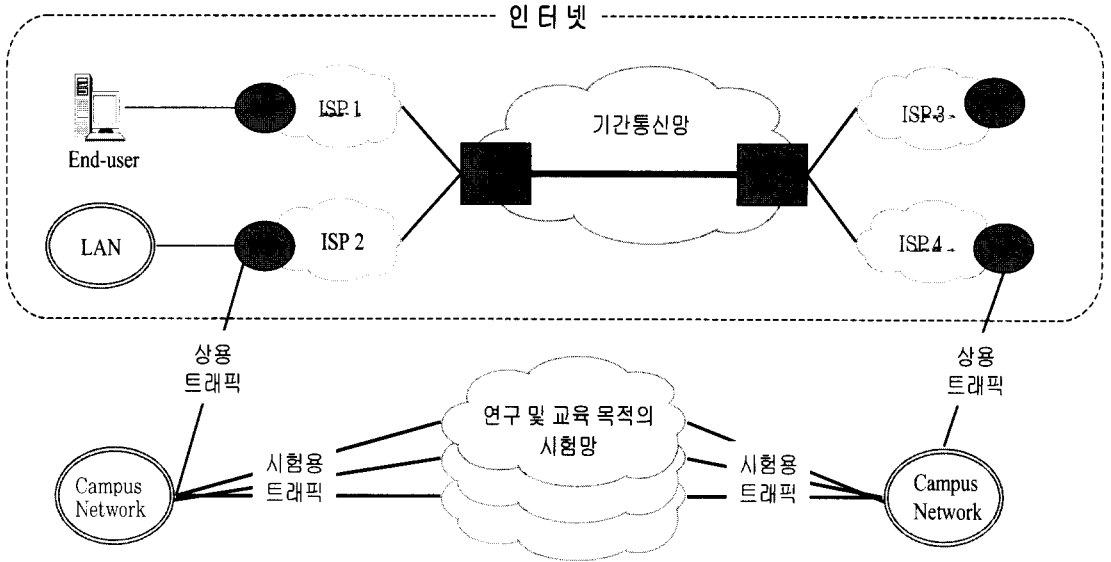 인 터 넷
ISP 1
기간통신망
ISP 3
End-user
LAN
ISP 2
ISP 4
상용
트래픽
상용
트래픽
연구 및 교육 목적의
시험망
시험용
트래픽
시험용
트래픽
Campus
Network
Campus
Network